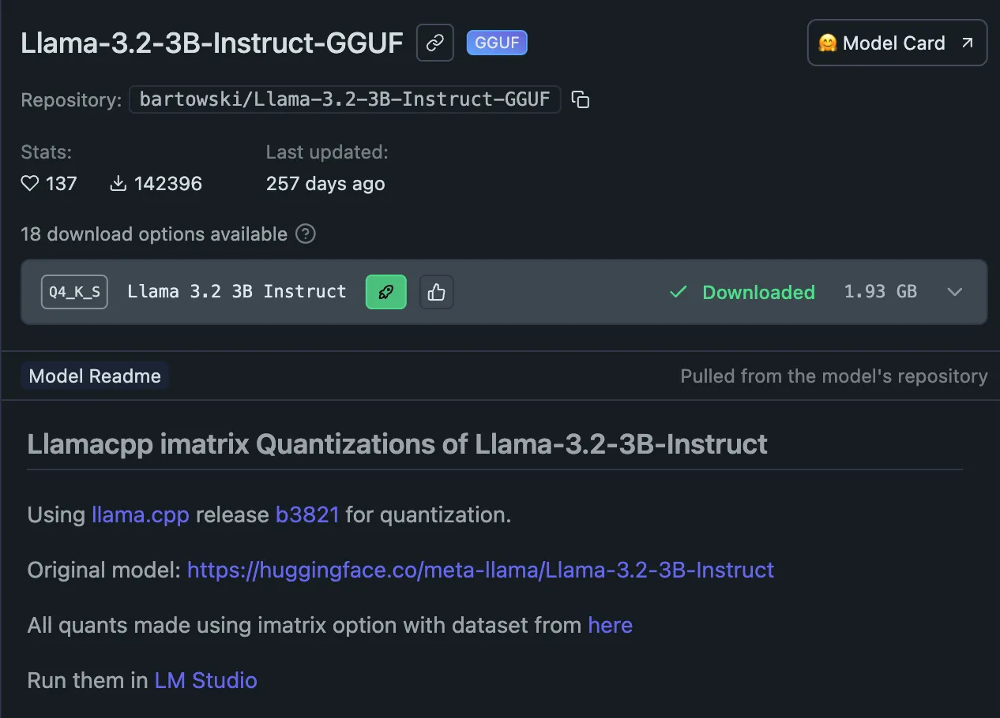 Llama-3.2-3B-Instruct-GGUF GGUF 🤗 Model Card
Repository: bartowski/Llama-3.2-3B-Instruct-GGUF
Stats: Last updated:
137 142396 257 days ago
18 download options available ?
Q4_K_S Llama 3.2 3B Instruct Downloaded 1.93 GB
Model Readme Pulled from the model's repository
Llamacpp imatrix Quantizations of Llama-3.2-3B-Instruct
Using llama.cpp release b3821 for quantization.
Original model: https://huggingface.co/meta-llama/Llama-3.2-3B-Instruct
All quants made using imatrix option with dataset from here
Run them in LM Studio